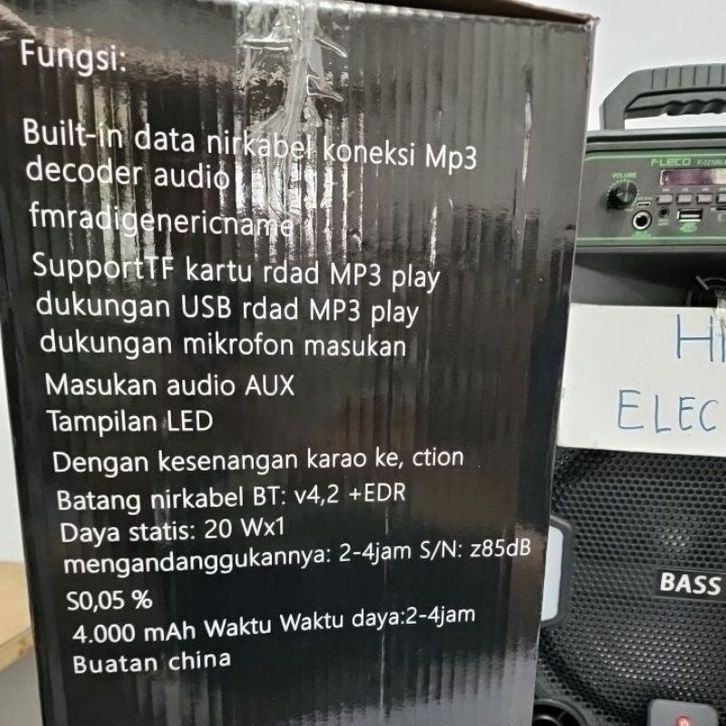 Fungsi:
Built-in data nirkabel koneksi Mp3
decoder audio
fmradigenericname
SupportTF kartu rdad MP3 play
dukungan USB rdad MP3 play
dukungan mikrofon masukan
Masukan audio AUX
Tampilan LED
Dengan kesenangan karao ke, ction
Batang nirkabel BT: v4,2 +EDR
Daya statis: 20 Wx1
mengandanggukannya: 2-4jam S/N: z85dB
S0,05 %
4.000 mAh Waktu Waktu daya:2-4jam
Buatan china
FLECO
VOLUME
ELEC
BASS